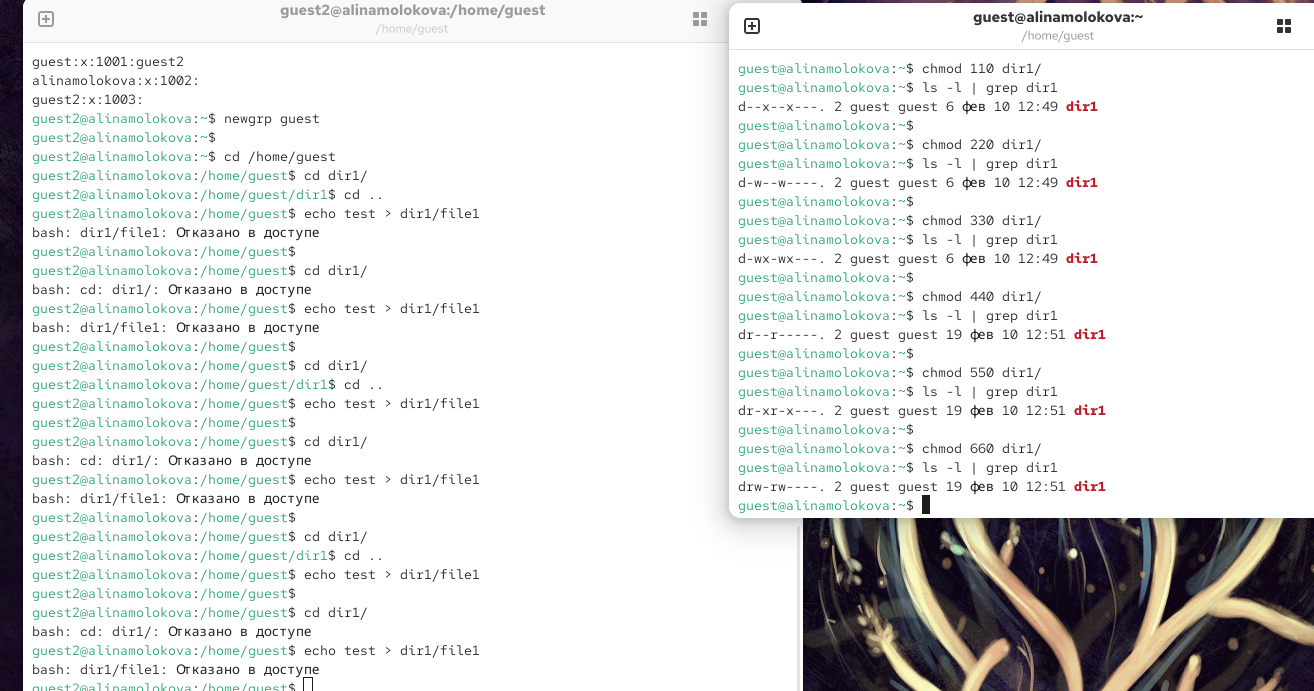 guest2@alinamolokova:/home/guest
/home/guest
guest:x:1001:guest2
alinamolokova:x:1002:
guest2:x:1003:
guest2@alinamolokova:~$ newgrp guest
guest2@alinamolokova:~$
guest2@alinamolokova:~$ cd /home/guest
guest2@alinamolokova:/home/guest$ cd dir1/
guest2@alinamolokova:/home/guest/dir1$ cd ..
guest2@alinamolokova:/home/guest$ echo test > dir1/file1
bash: dir1/file1: Отказано в доступе
guest2@alinamolokova:/home/guest$
guest2@alinamolokova:/home/guest$ cd dir1/
bash: cd: dir1/: Отказано в доступе
guest2@alinamolokova:/home/guest$ echo test > dir1/file1
bash: dir1/file1: Отказано в доступе
guest2@alinamolokova:/home/guest$
guest2@alinamolokova:/home/guest$ cd dir1/
guest2@alinamolokova:/home/guest/dir1$ cd ..
guest2@alinamolokova:/home/guest$ echo test > dir1/file1
guest2@alinamolokova:/home/guest$
guest2@alinamolokova:/home/guest$ cd dir1/
bash: cd: dir1/: Отказано в доступе
guest2@alinamolokova:/home/guest$ echo test > dir1/file1
bash: dir1/file1: Отказано в доступе
guest2@alinamolokova:/home/guest$
guest2@alinamolokova:/home/guest$ cd dir1/
guest2@alinamolokova:/home/guest/dir1$ cd ..
guest2@alinamolokova:/home/guest$ echo test > dir1/file1
guest2@alinamolokova:/home/guest$
guest2@alinamolokova:/home/guest$ cd dir1/
bash: cd: dir1/: Отказано в доступе
guest2@alinamolokova:/home/guest$ echo test > dir1/file1
bash: dir1/file1: Отказано в доступе
guest2@alinamolokova:/home/guest$
guest@alinamolokova:~
/home/guest
guest@alinamolokova:~$ chmod 110 dir1/
guest@alinamolokova:~$ ls -l | grep dir1
d--x--x---. 2 guest guest 6 фев 10 12:49 dir1
guest@alinamolokova:~$
guest@alinamolokova:~$ chmod 220 dir1/
guest@alinamolokova:~$ ls -l | grep dir1
d-w--w----. 2 guest guest 6 фев 10 12:49 dir1
guest@alinamolokova:~$
guest@alinamolokova:~$ chmod 330 dir1/
guest@alinamolokova:~$ ls -l | grep dir1
d-wx-wx---. 2 guest guest 6 фев 10 12:49 dir1
guest@alinamolokova:~$
guest@alinamolokova:~$ chmod 440 dir1/
guest@alinamolokova:~$ ls -l | grep dir1
dr--r-----. 2 guest guest 19 фев 10 12:51 dir1
guest@alinamolokova:~$
guest@alinamolokova:~$ chmod 550 dir1/
guest@alinamolokova:~$ ls -l | grep dir1
dr-xr-x---. 2 guest guest 19 фев 10 12:51 dir1
guest@alinamolokova:~$
guest@alinamolokova:~$ chmod 660 dir1/
guest@alinamolokova:~$ ls -l | grep dir1
drw-rw----. 2 guest guest 19 фев 10 12:51 dir1
guest@alinamolokova:~$